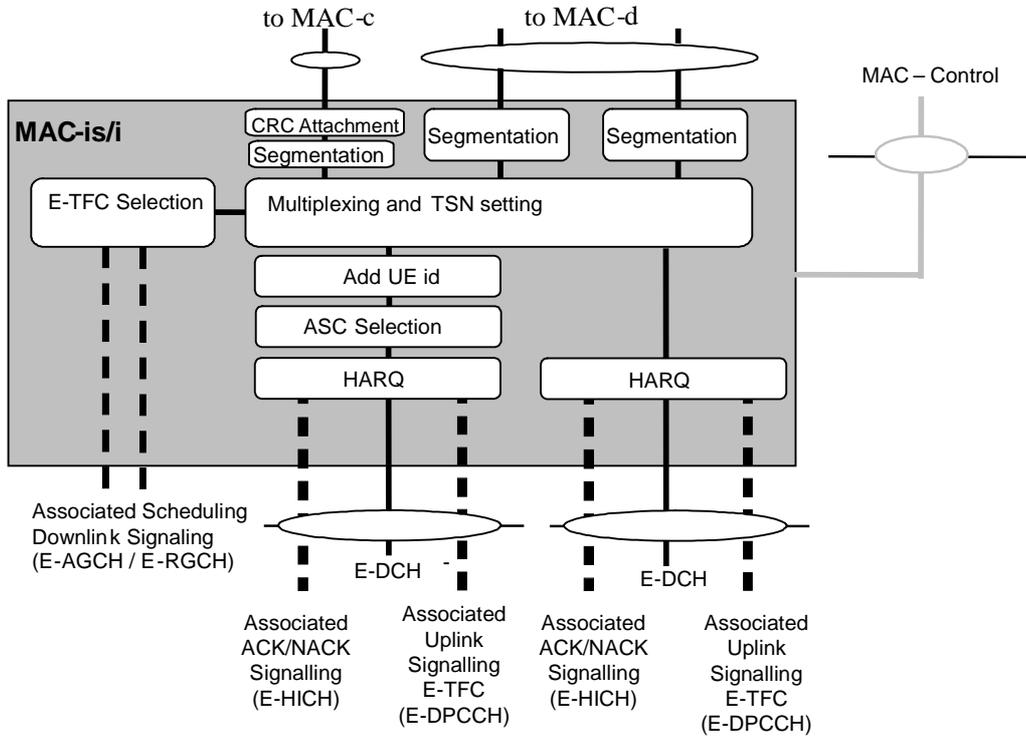 to MAC-c
to MAC-d
MAC – Control
MAC-is/i
CRC Attachment
Segmentation
Segmentation
Segmentation
E-TFC Selection
Multiplexing and TSN setting
Add UE id
ASC Selection
HARQ
HARQ
Associated Scheduling
Downlink Signaling
(E-AGCH / E-RGCH)
E-DCH
-
E-DCH
Associated
ACK/NACK
Signalling
(E-HICH)
Associated
Uplink
Signalling
E-TFC
(E-DPCCH)
Associated
ACK/NACK
Signalling
(E-HICH)
Associated
Uplink
Signalling
E-TFC
(E-DPCCH)